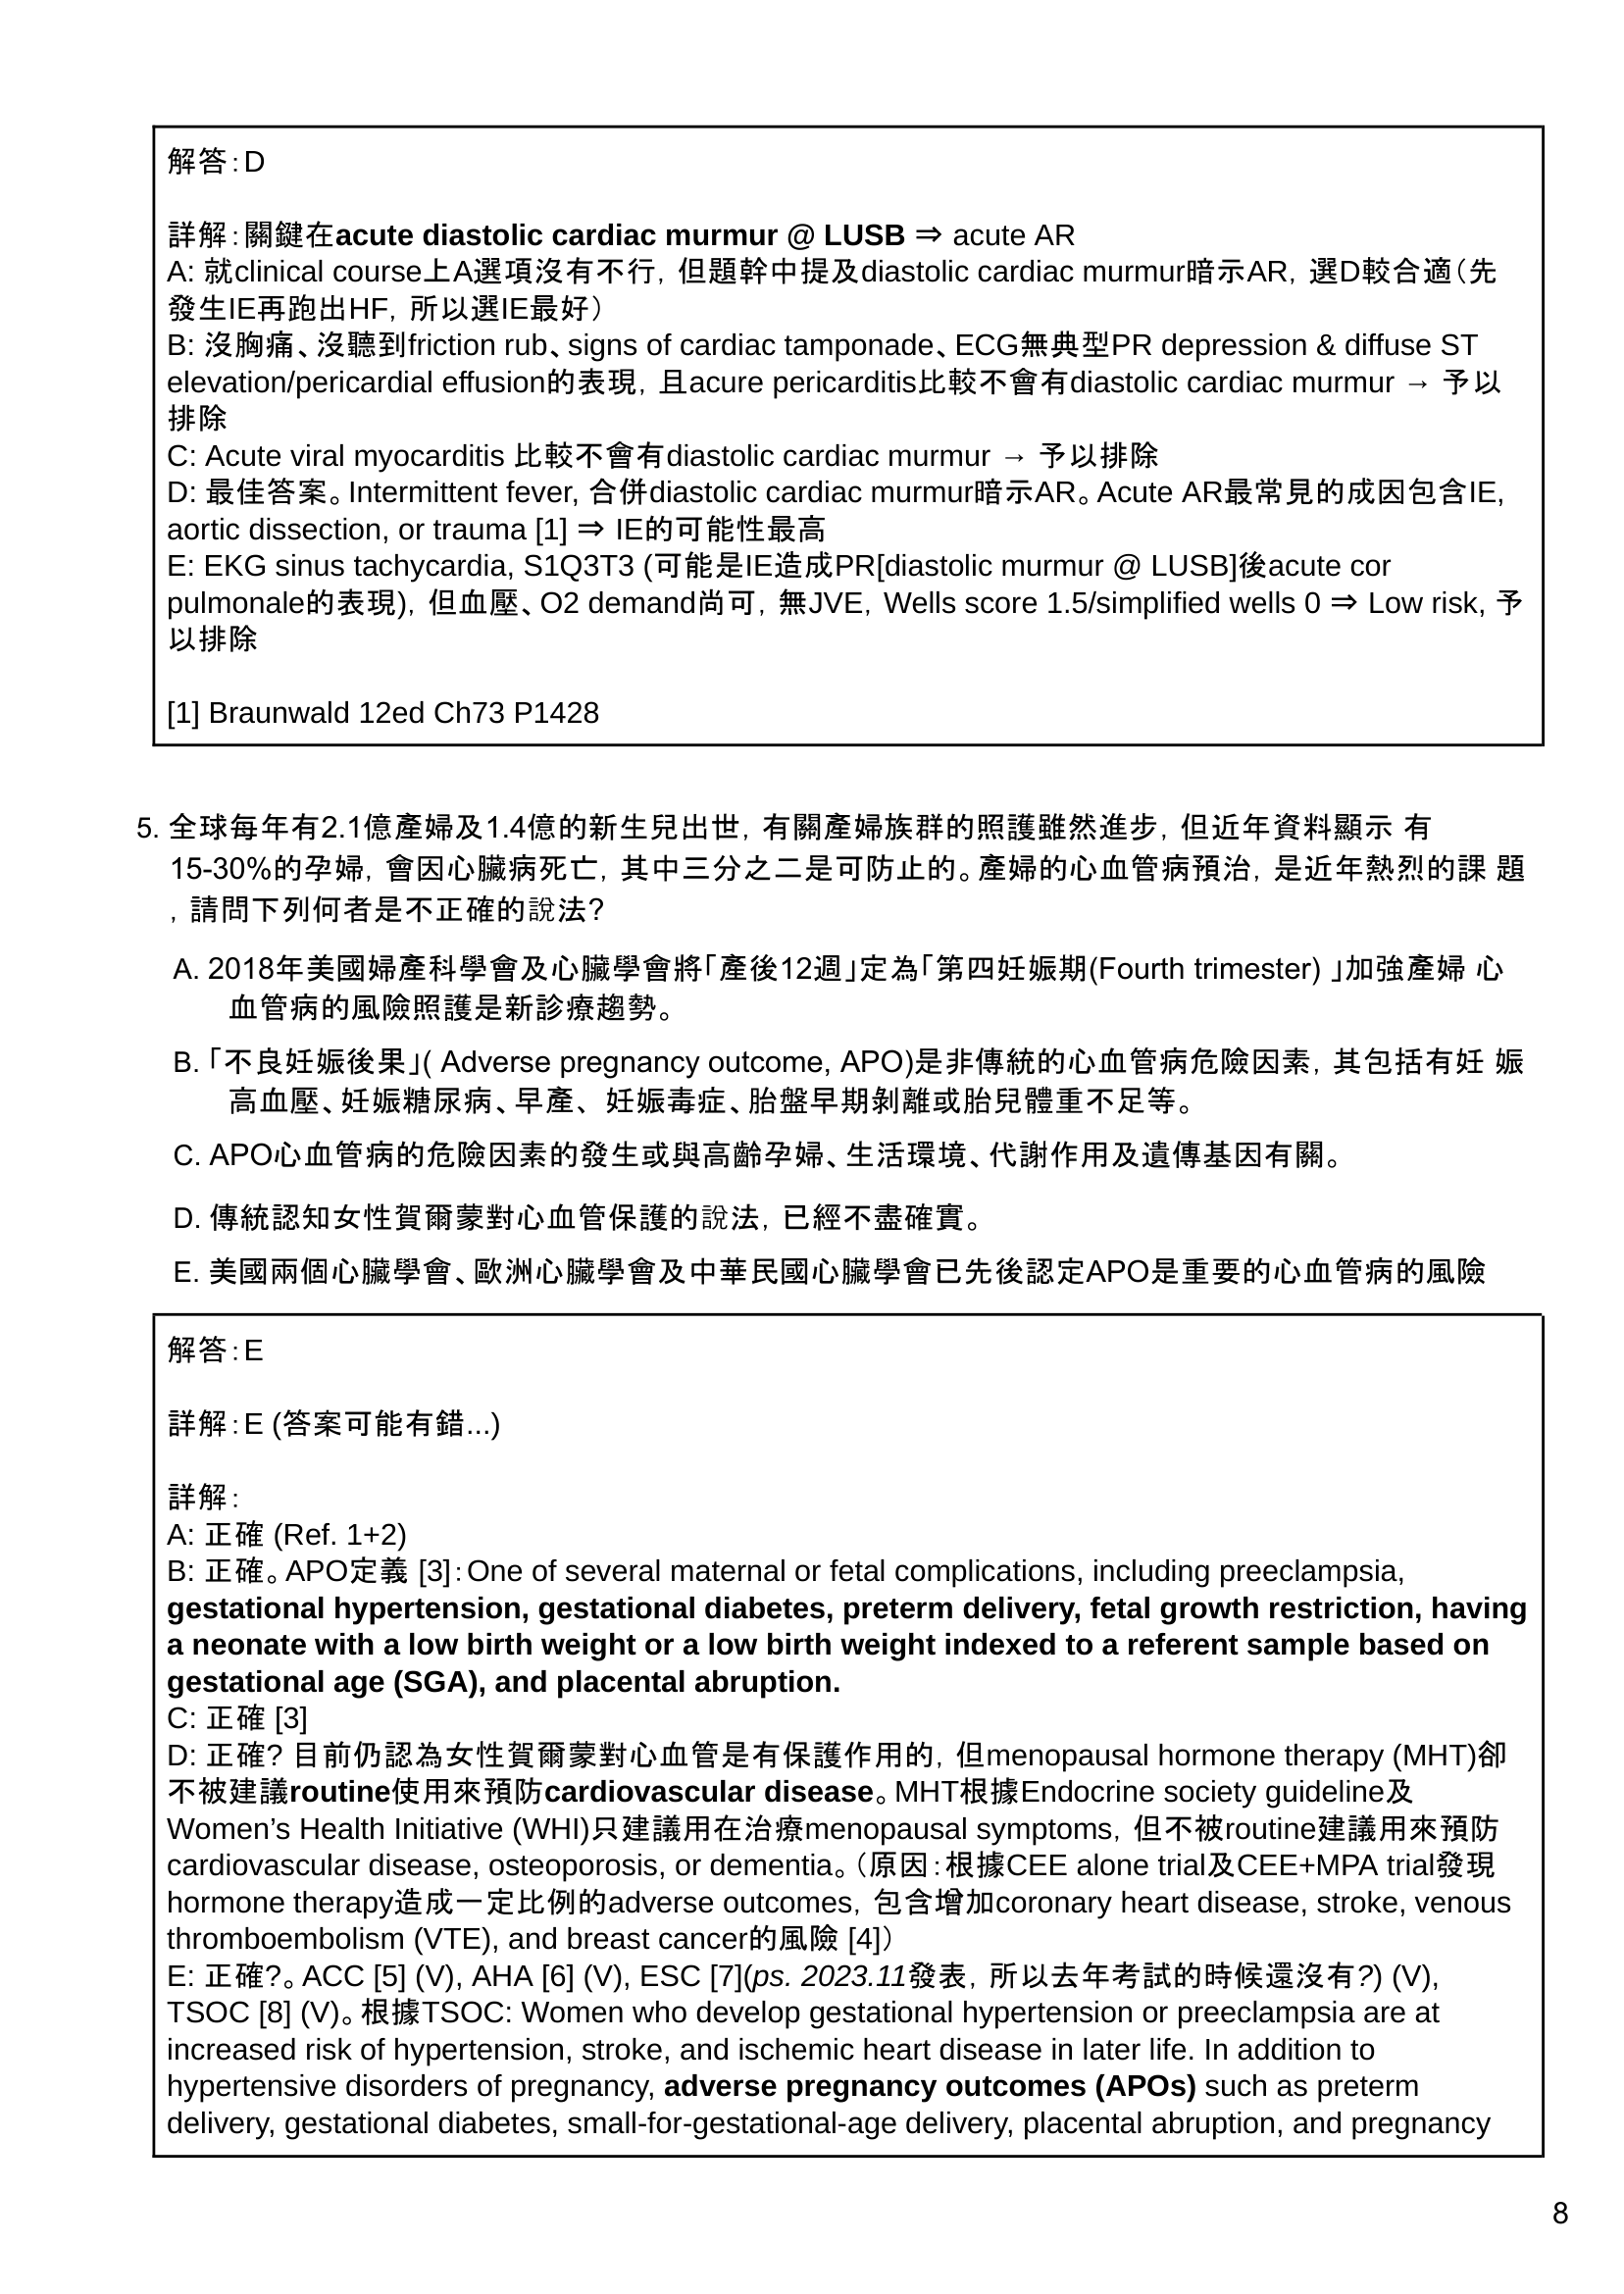 解答：D
詳解：關鍵在acute diastolic cardiac murmur @ LUSB ⇒ acute AR
A: 就clinical course上A選項沒有不行，但題幹中提及diastolic cardiac murmur暗示AR，選D較合適（先
發生IE再跑出HF，所以選IE最好）
B: 沒胸痛、沒聽到friction rub、signs of cardiac tamponade、ECG無典型PR depression & diffuse ST
elevation/pericardial effusion的表現，且acure pericarditis比較不會有diastolic cardiac murmur → 予以
排除
C: Acute viral myocarditis 比較不會有diastolic cardiac murmur → 予以排除
D: 最佳答案。Intermittent fever, 合併diastolic cardiac murmur暗示AR。Acute AR最常見的成因包含IE,
aortic dissection, or trauma [1] ⇒ IE的可能性最高
E: EKG sinus tachycardia, S1Q3T3 (可能是IE造成PR[diastolic murmur @ LUSB]後acute cor
pulmonale的表現)，但血壓、O2 demand尚可，無JVE，Wells score 1.5/simplified wells 0 ⇒ Low risk, 予
以排除
[1] Braunwald 12ed Ch73 P1428
5. 全球每年有2.1億產婦及1.4億的新生兒出世，有關產婦族群的照護雖然進步，但近年資料顯示 有
15-30%的孕婦，會因心臟病死亡，其中三分之二是可防止的。產婦的心血管病預治，是近年熱烈的課 題
，請問下列何者是不正確的說法？
A. 2018年美國婦產科學會及心臟學會將「產後12週」定為「第四妊娠期(Fourth trimester) 」加強產婦 心
血管病的風險照護是新診療趨勢。
B.「不良妊娠後果」( Adverse pregnancy outcome, APO)是非傳統的心血管病危險因素，其包括有妊 娠
高血壓、妊娠糖尿病、早產、 妊娠毒症、胎盤早期剝離或胎兒體重不足等。
C. APO心血管病的危險因素的發生或與高齡孕婦、生活環境、代謝作用及遺傳基因有關。
D. 傳統認知女性賀爾蒙對心血管保護的說法，已經不盡確實。
E. 美國兩個心臟學會、歐洲心臟學會及中華民國心臟學會已先後認定APO是重要的心血管病的風險
解答：E
詳解：E (答案可能有錯...)
詳解：
A: 正確 (Ref. 1+2)
B: 正確。APO定義 [3]：One of several maternal or fetal complications, including preeclampsia,
gestational hypertension, gestational diabetes, preterm delivery, fetal growth restriction, having
a neonate with a low birth weight or a low birth weight indexed to a referent sample based on
gestational age (SGA), and placental abruption.
C: 正確 [3]
D: 正確? 目前仍認為女性賀爾蒙對心血管是有保護作用的，但menopausal hormone therapy (MHT)卻
不被建議routine使用來預防cardiovascular disease。MHT根據Endocrine society guideline及
Women’s Health Initiative (WHI)只建議用在治療menopausal symptoms，但不被routine建議用來預防
cardiovascular disease, osteoporosis, or dementia。（原因：根據CEE alone trial及CEE+MPA trial發現
hormone therapy造成一定比例的adverse outcomes，包含增加coronary heart disease, stroke, venous
thromboembolism (VTE), and breast cancer的風險 [4]）
E: 正確?。ACC [5] (V), AHA [6] (V), ESC [7](ps. 2023.11發表，所以去年考試的時候還沒有?) (V),
TSOC [8] (V)。根據TSOC: Women who develop gestational hypertension or preeclampsia are at
increased risk of hypertension, stroke, and ischemic heart disease in later life. In addition to
hypertensive disorders of pregnancy, adverse pregnancy outcomes (APOs) such as preterm
delivery, gestational diabetes, small-for-gestational-age delivery, placental abruption, and pregnancy
8